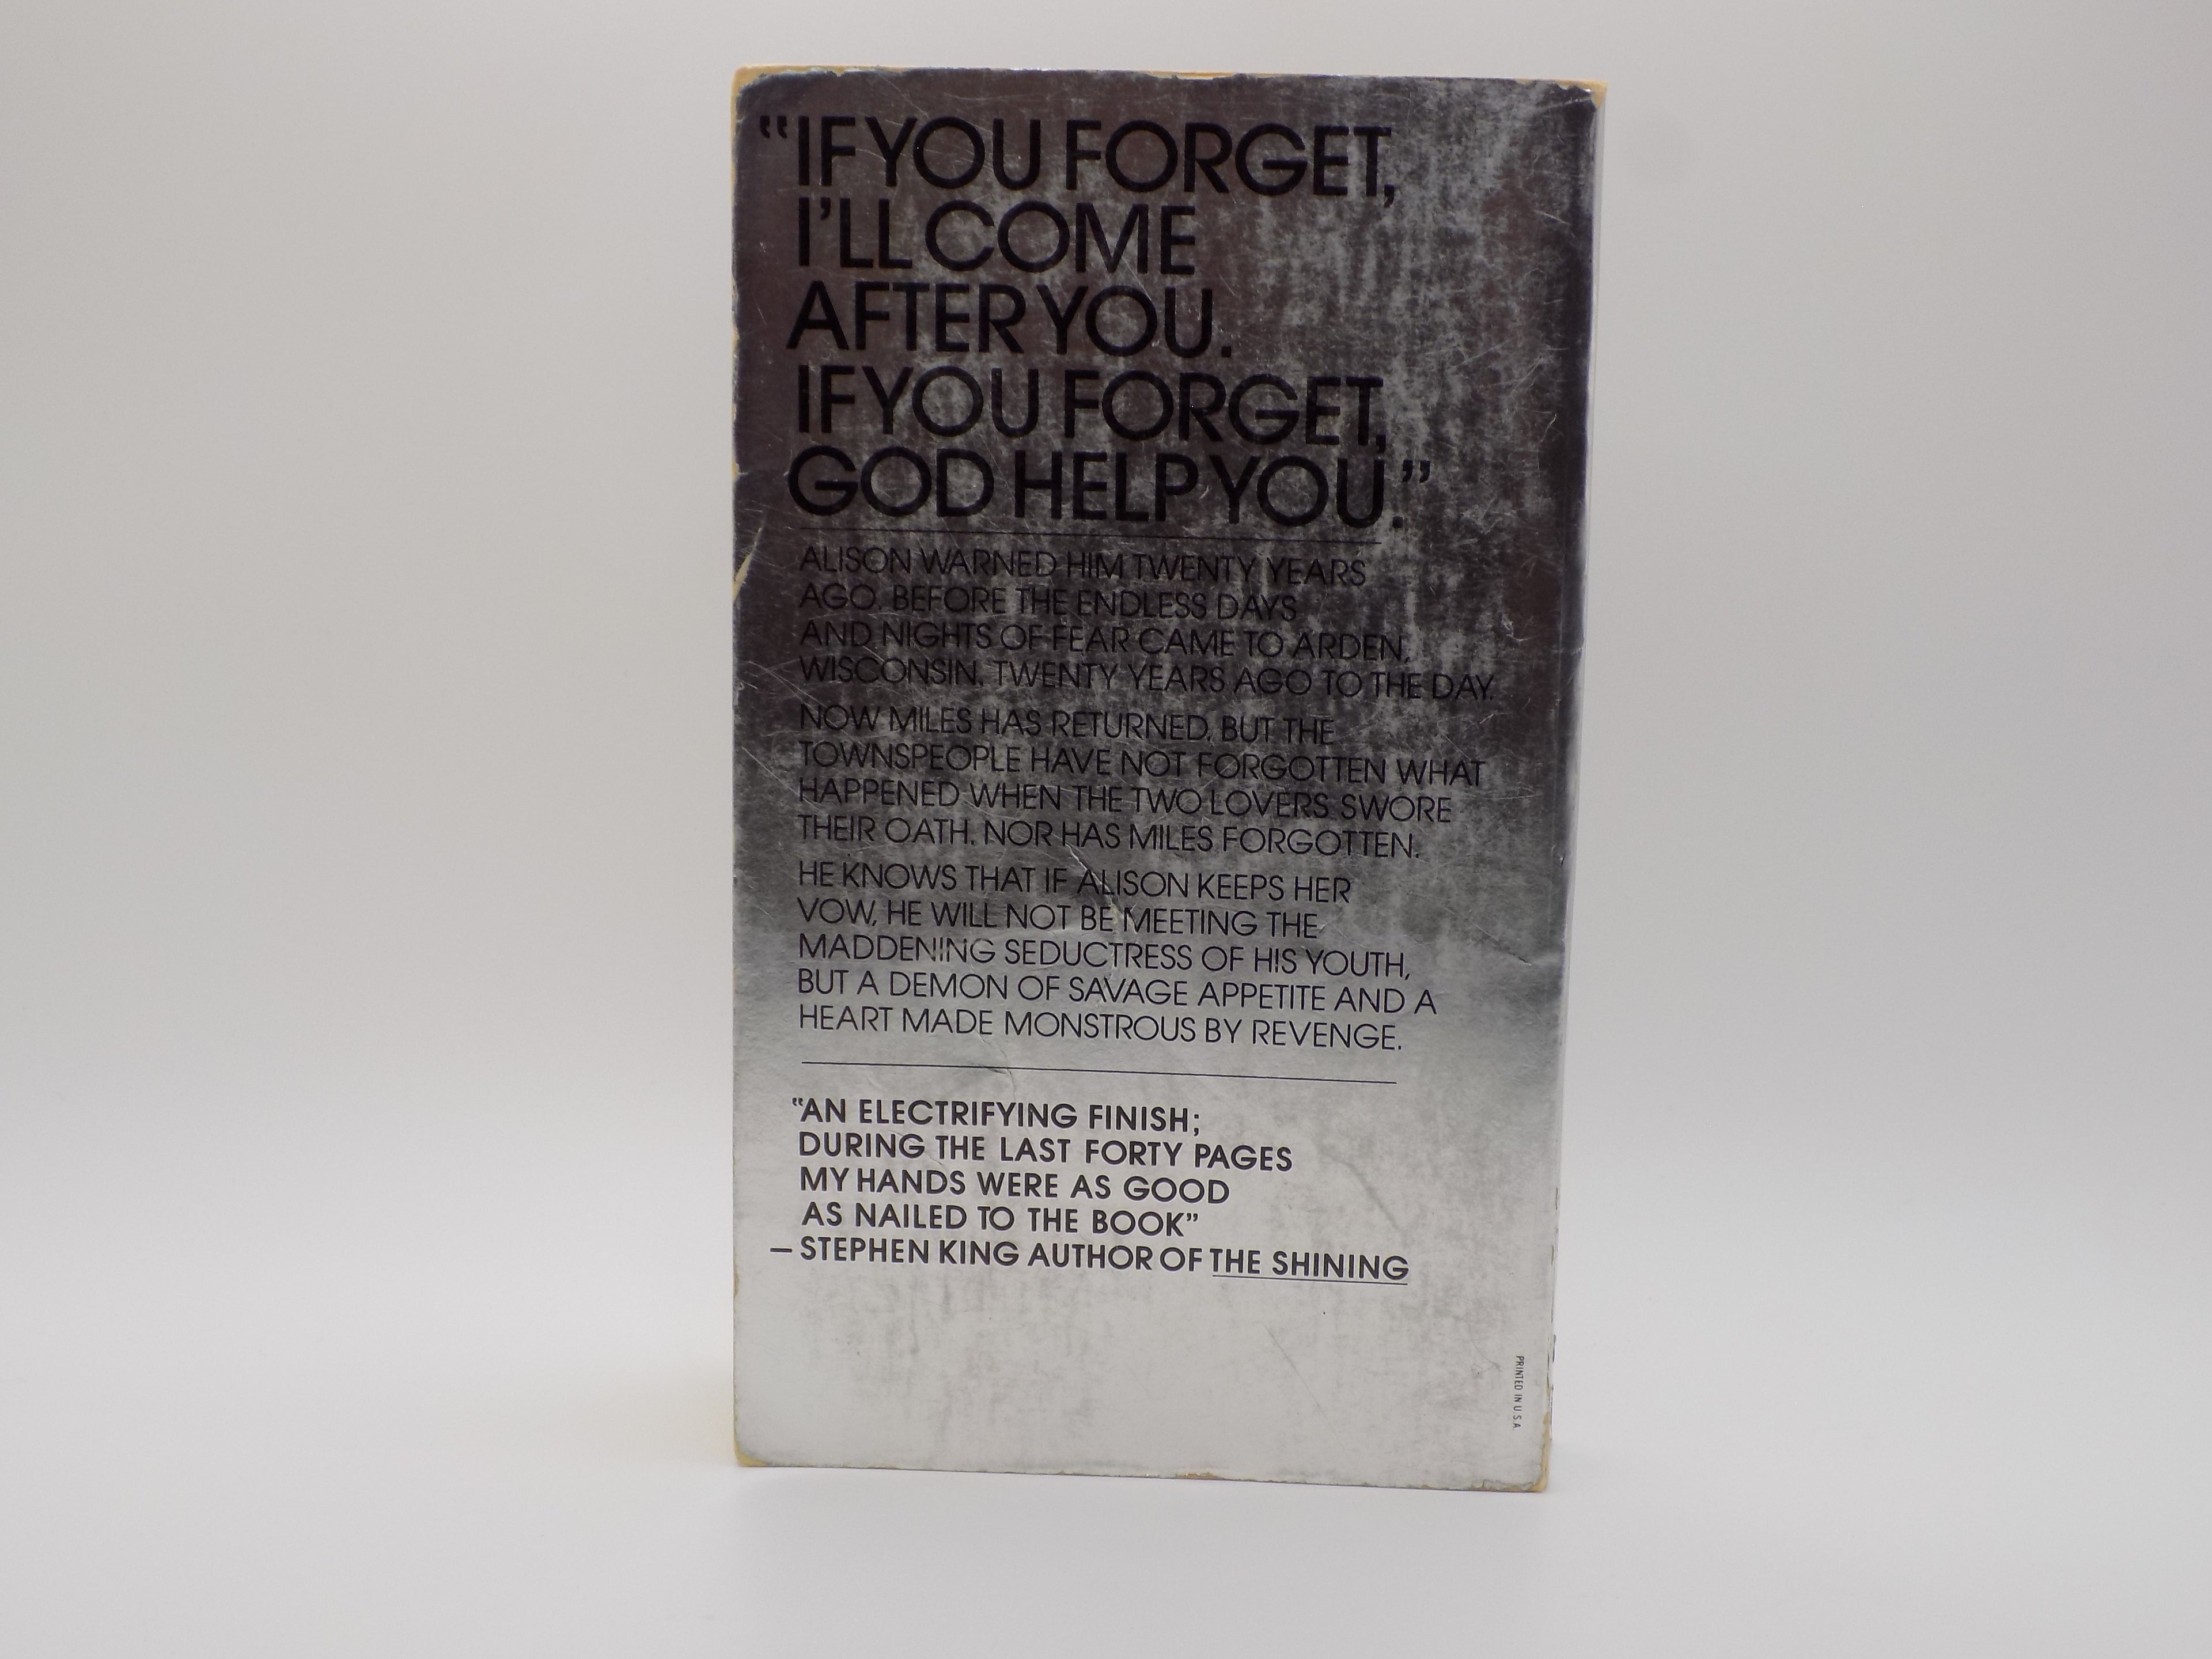 “IF YOU FORGET,
I’LL COME
AFTER YOU.
IF YOU FORGET,
GOD HELP YOU.”
ALISON WARNED HIM TWENTY YEARS
AGO. BEFORE THE ENDLESS DAYS
AND NIGHTS OF FEAR CAME TO ARDEN,
WISCONSIN. TWENTY YEARS AGO TO THE DAY.
NOW MILES HAS RETURNED. BUT THE
TOWNSPEOPLE HAVE NOT FORGOTTEN WHAT
HAPPENED WHEN THE TWO LOVERS SWORE
THEIR OATH. NOR HAS MILES FORGOTTEN.
HE KNOWS THAT IF ALISON KEEPS HER
VOW, HE WILL NOT BE MEETING THE
MADDENING SEDUCTRESS OF HIS YOUTH,
BUT A DEMON OF SAVAGE APPETITE AND A
HEART MADE MONSTROUS BY REVENGE.
“AN ELECTRIFYING FINISH;
DURING THE LAST FORTY PAGES
MY HANDS WERE AS GOOD
AS NAILED TO THE BOOK”
— STEPHEN KING AUTHOR OF THE SHINING
PRINTED IN U.S.A.